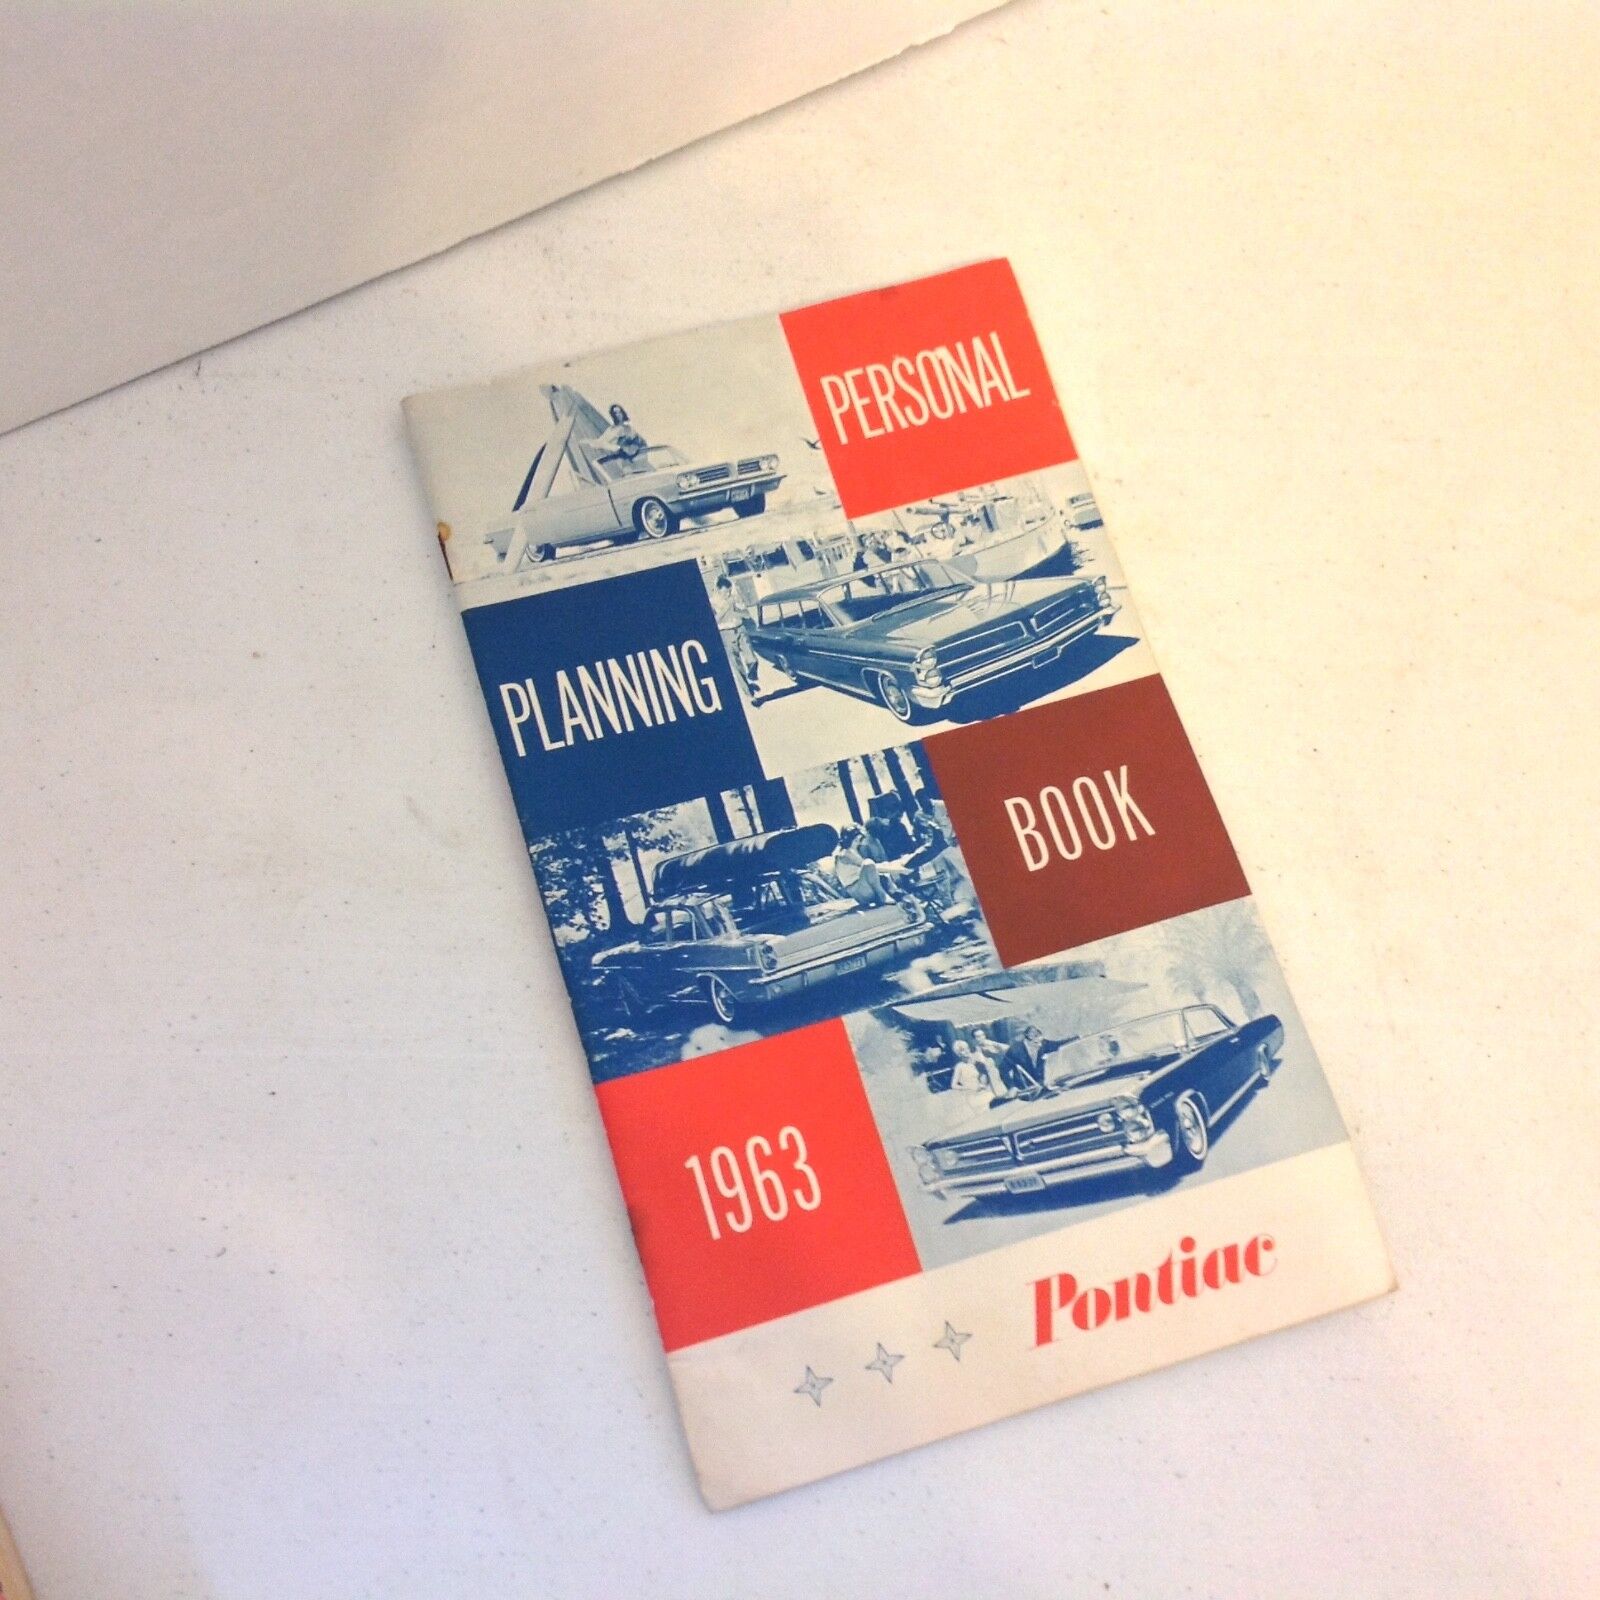 PERSONAL
PLANNING
BOOK
1963
Pontiac